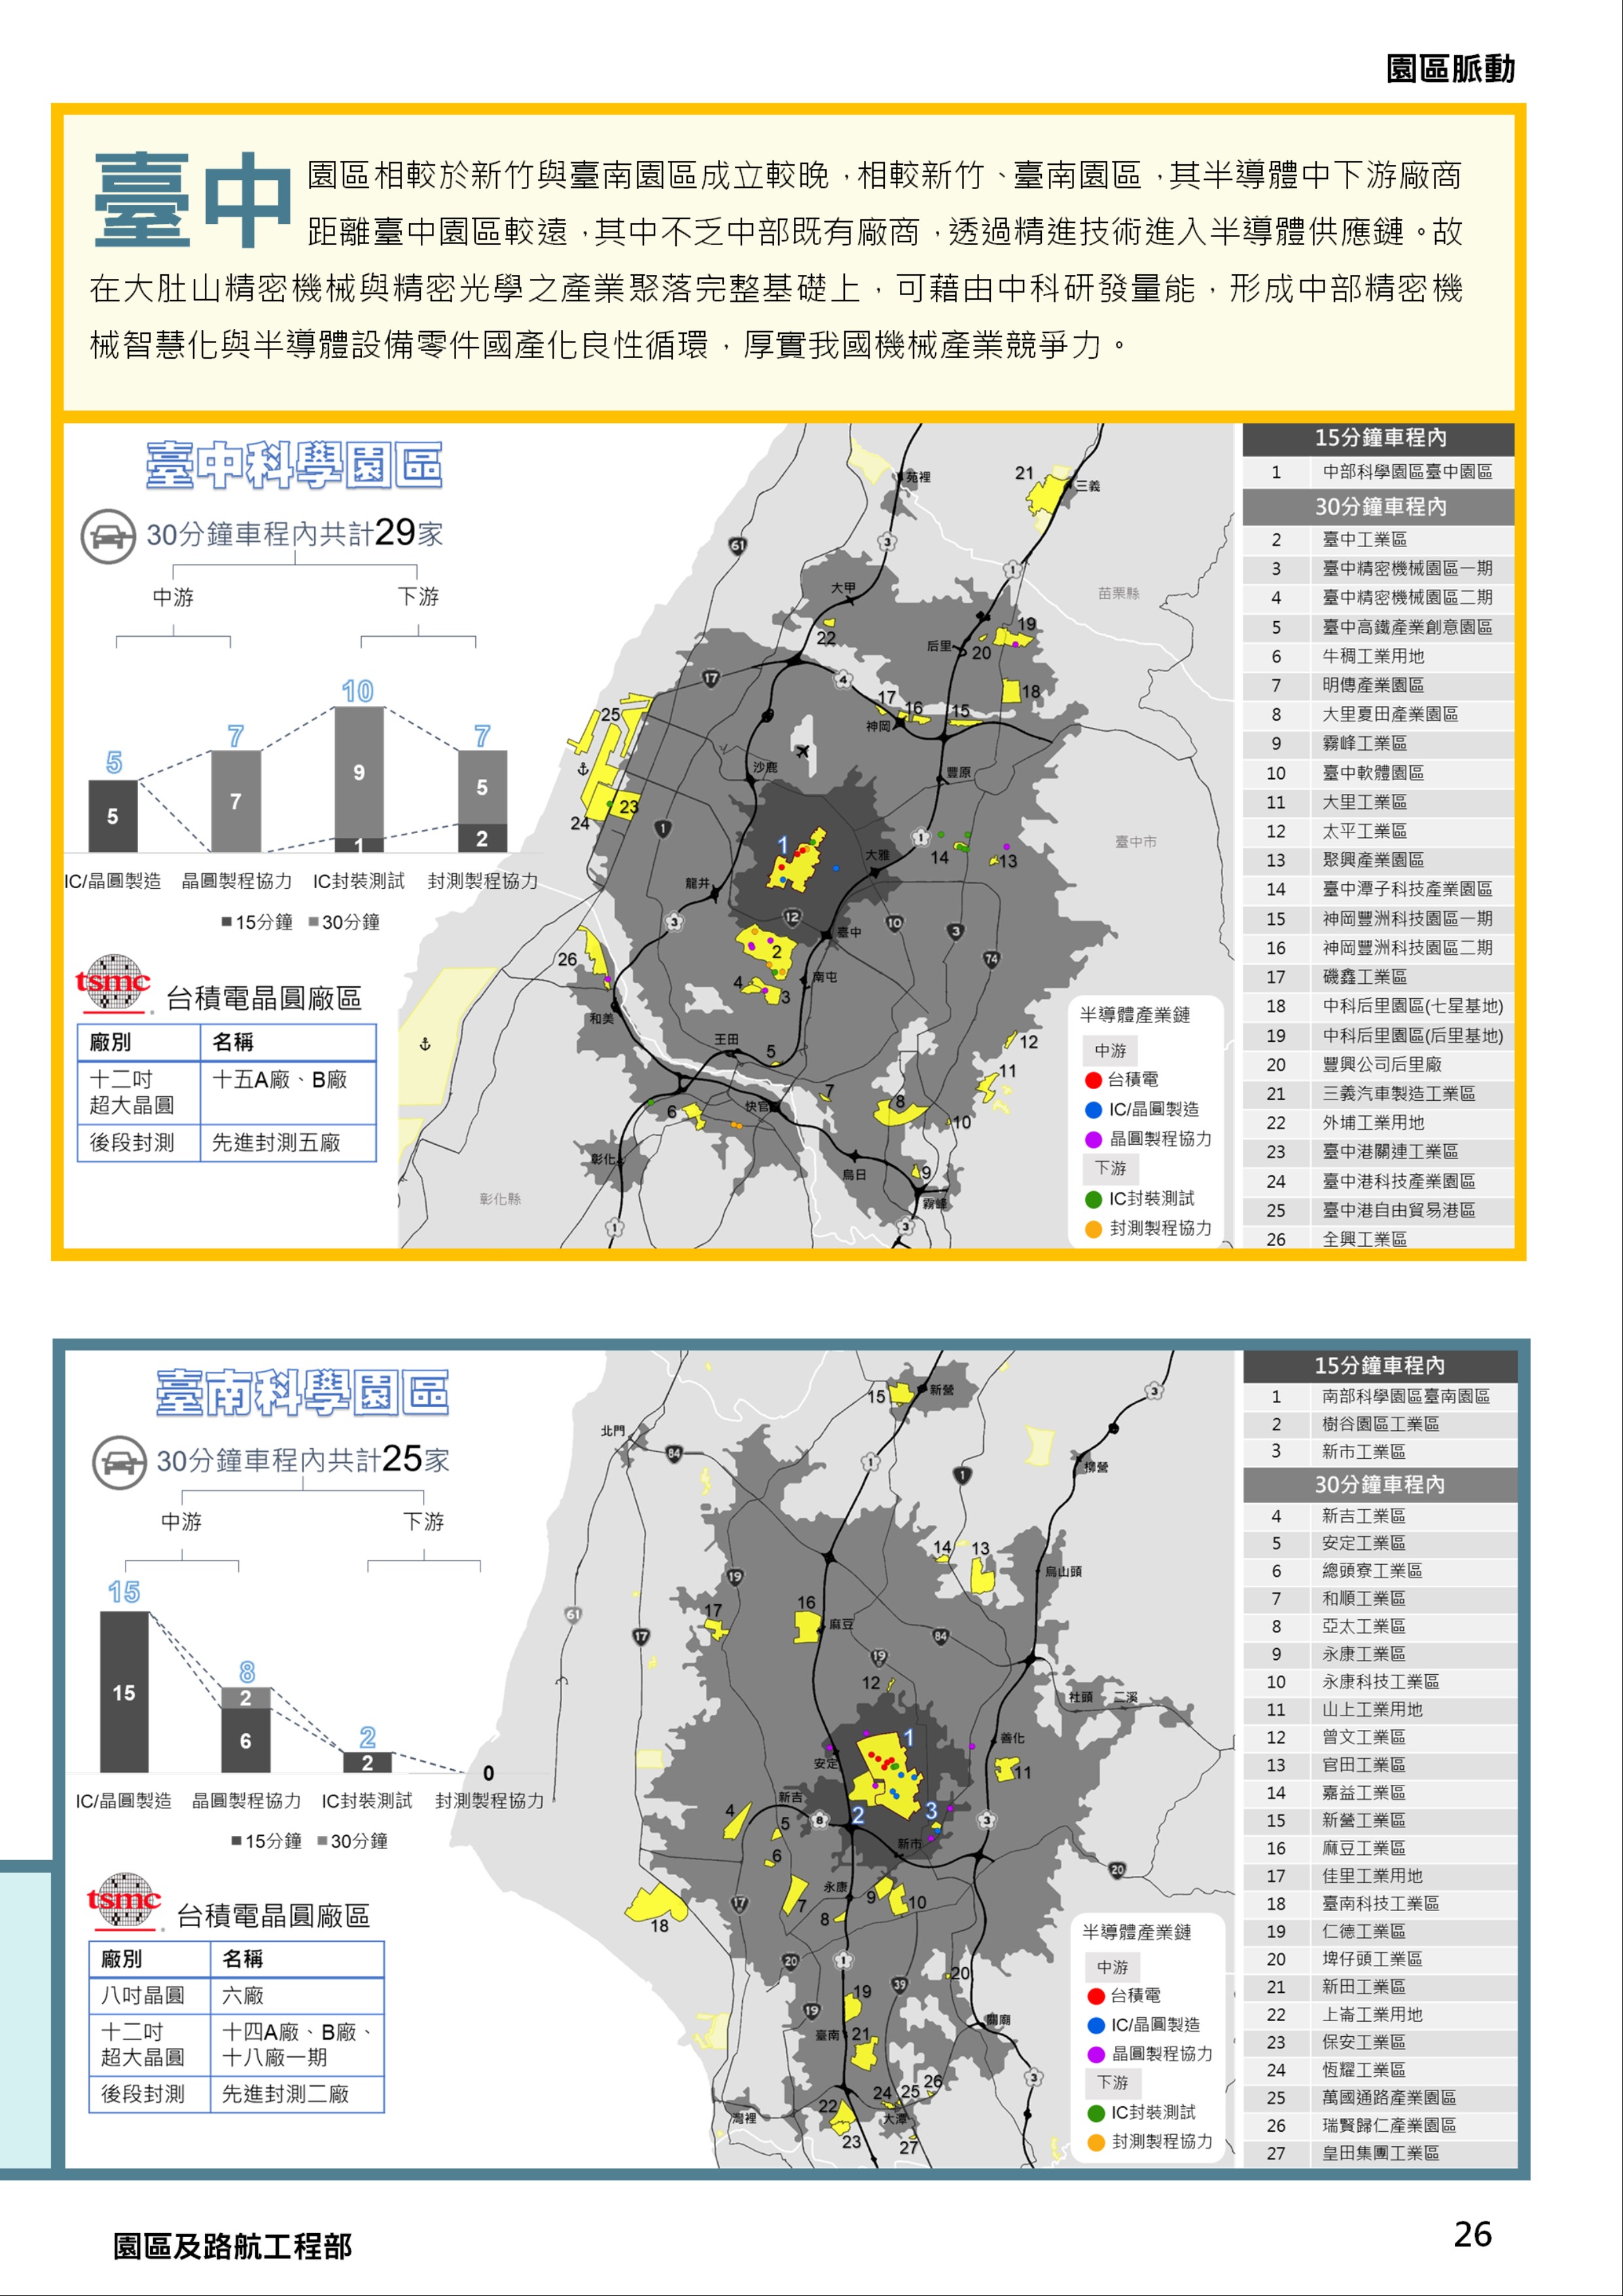 園區脈動
臺中園區相較於新竹與臺南園區成立較晚，相較新竹、臺南園區，其半導體中下游廠商
距離臺中園區較遠，其中不乏中部既有廠商，透過精進技術進入半導體供應鏈。故
在大肚山精密機械與精密光學之產業聚落完整基礎上，可藉由中科研發量能，形成中部精密機
械智慧化與半導體設備零件國產化良性循環，厚實我國機械產業競爭力。
臺中科學園區
30分鐘車程內共計29家
中游 下游
5 7 10 7
5 7 9 1 5 2
IC/晶圓製造 晶圓製程協力 IC封裝測試 封測製程協力
■15分鐘 ■30分鐘
tsmc 台積電晶圓廠區
廠別 名稱
十二吋
超大晶圓 十五A廠、B廠
後段封測 先進封測五廠
苑裡
21
三義
61
3
1
大甲
苗栗縣
22
19
后里
20
17
4
18
17
16
15
神岡
25
沙鹿
豐原
23
24
1
1
1
大雅
14
13
臺中市
龍井
3
12
10
3
臺中
74
26
2
4
3
南屯
和美
王田
5
12
11
7
8
6
快官
10
彰化
烏日
9
霧峰
彰化縣
1
3
半導體產業鏈
中游
台積電
IC/晶圓製造
晶圓製程協力
下游
IC封裝測試
封測製程協力
15分鐘車程內
1 中部科學園區臺中園區
30分鐘車程內
2 臺中工業區
3 臺中精密機械園區一期
4 臺中精密機械園區二期
5 臺中高鐵產業創意園區
6 牛稠工業用地
7 明傳產業園區
8 大里夏田產業園區
9 霧峰工業區
10 臺中軟體園區
11 大里工業區
12 太平工業區
13 聚興產業園區
14 臺中潭子科技產業園區
15 神岡豐洲科技園區一期
16 神岡豐洲科技園區二期
17 磯鑫工業區
18 中科后里園區(七星基地)
19 中科后里園區(后里基地)
20 豐興公司后里廠
21 三義汽車製造工業區
22 外埔工業用地
23 臺中港關連工業區
24 臺中港科技產業園區
25 臺中港自由貿易港區
26 全興工業區
臺南科學園區
30分鐘車程內共計25家
中游 下游
15 8 2
15 2 6 2 0
IC/晶圓製造 晶圓製程協力 IC封裝測試 封測製程協力
■15分鐘 ■30分鐘
tsmc 台積電晶圓廠區
廠別 名稱
八吋晶圓 六廠
十二吋
超大晶圓 十四A廠、B廠、
十八廠一期
後段封測 先進封測二廠
15
新營
3
北門
84
1
1
柳營
14
13
烏山頭
19
61
17
17
16
麻豆
84
19
12
社頭
二溪
1
善化
安定
11
新吉
4
5
8
2
3
3
新市
6
20
永康
9
10
7
8
17
18
20
1
20
39
19
19
臺南
21
關廟
3
26
24
25
22
灣裡
大潭
23
27
半導體產業鏈
中游
台積電
IC/晶圓製造
晶圓製程協力
下游
IC封裝測試
封測製程協力
15分鐘車程內
1 南部科學園區臺南園區
2 樹谷園區工業區
3 新市工業區
30分鐘車程內
4 新吉工業區
5 安定工業區
6 總頭寮工業區
7 和順工業區
8 亞太工業區
9 永康工業區
10 永康科技工業區
11 山上工業用地
12 曾文工業區
13 官田工業區
14 嘉益工業區
15 新營工業區
16 麻豆工業區
17 佳里工業用地
18 臺南科技工業區
19 仁德工業區
20 埤仔頭工業區
21 新田工業區
22 上崙工業用地
23 保安工業區
24 恆耀工業區
25 萬國通路產業園區
26 瑞賢歸仁產業園區
27 皇田集團工業區
園區及路航工程部
26